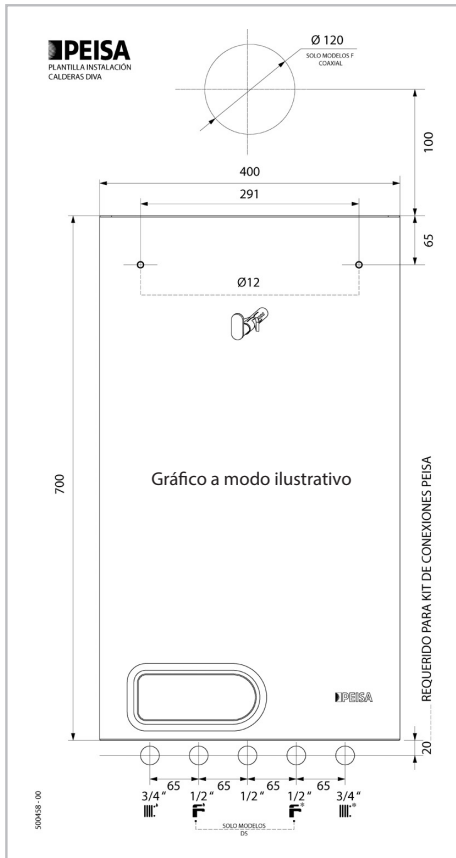 PEISA
PLANTILLA INSTALACIÓN
CALDERAS DIVA
Ø 120
SOLO MODELOS F
COAXIAL
100
400
291
65
Ø12
700
Gráfico a modo ilustrativo
REQUERIDO PARA KIT DE CONEXIONES PEISA
PEISA
20
65 65 65 65
3/4" 1/2" 1/2" 1/2" 3/4"
SOLO MODELOS
DS
500458 - 00